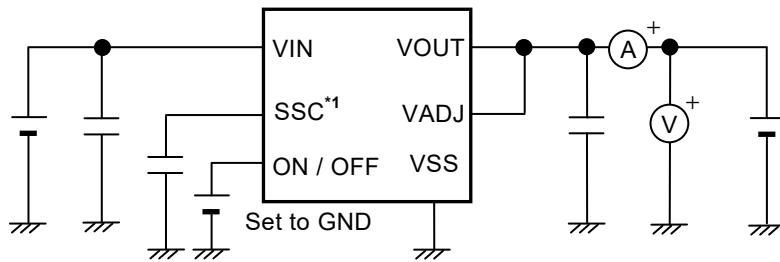 VIN VOUT A +
SSC*1 VADJ V +
ON / OFF VSS
Set to GND